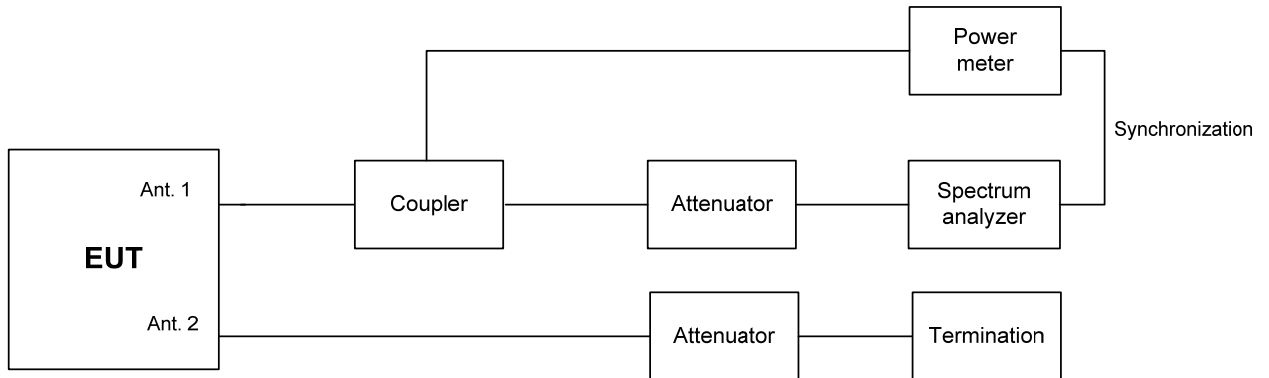 Power
meter
Synchronization
Ant. 1
Coupler
Attenuator
Spectrum
analyzer
EUT
Ant. 2
Attenuator
Termination